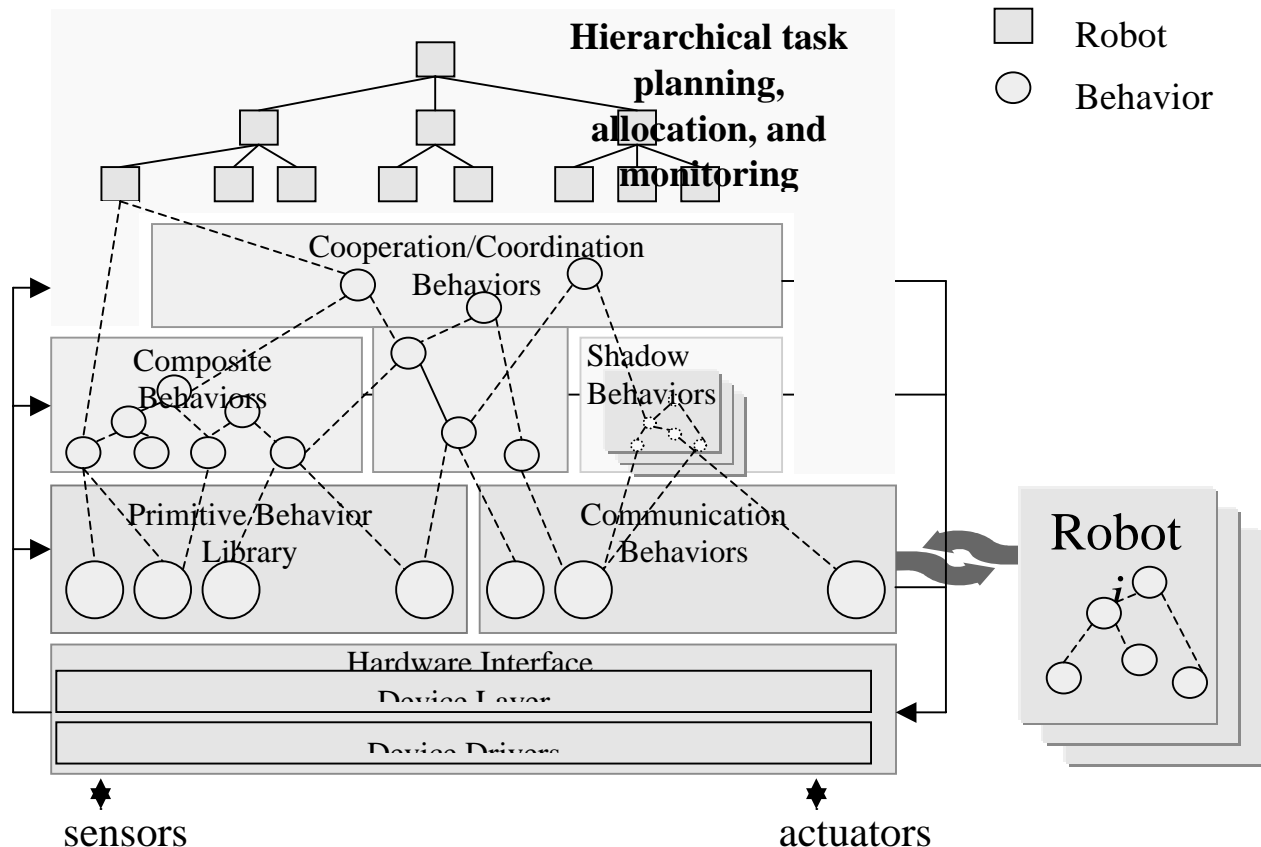 Hierarchical task
planning,
allocation, and
monitoring
Robot
Behavior
Cooperation/Coordination
Behaviors
Composite
Behaviors
Shadow
Behaviors
Primitive Behavior
Library
Communication
Behaviors
Robot
i
Hardware Interface
Device Layer
Device Drivers
sensors
actuators